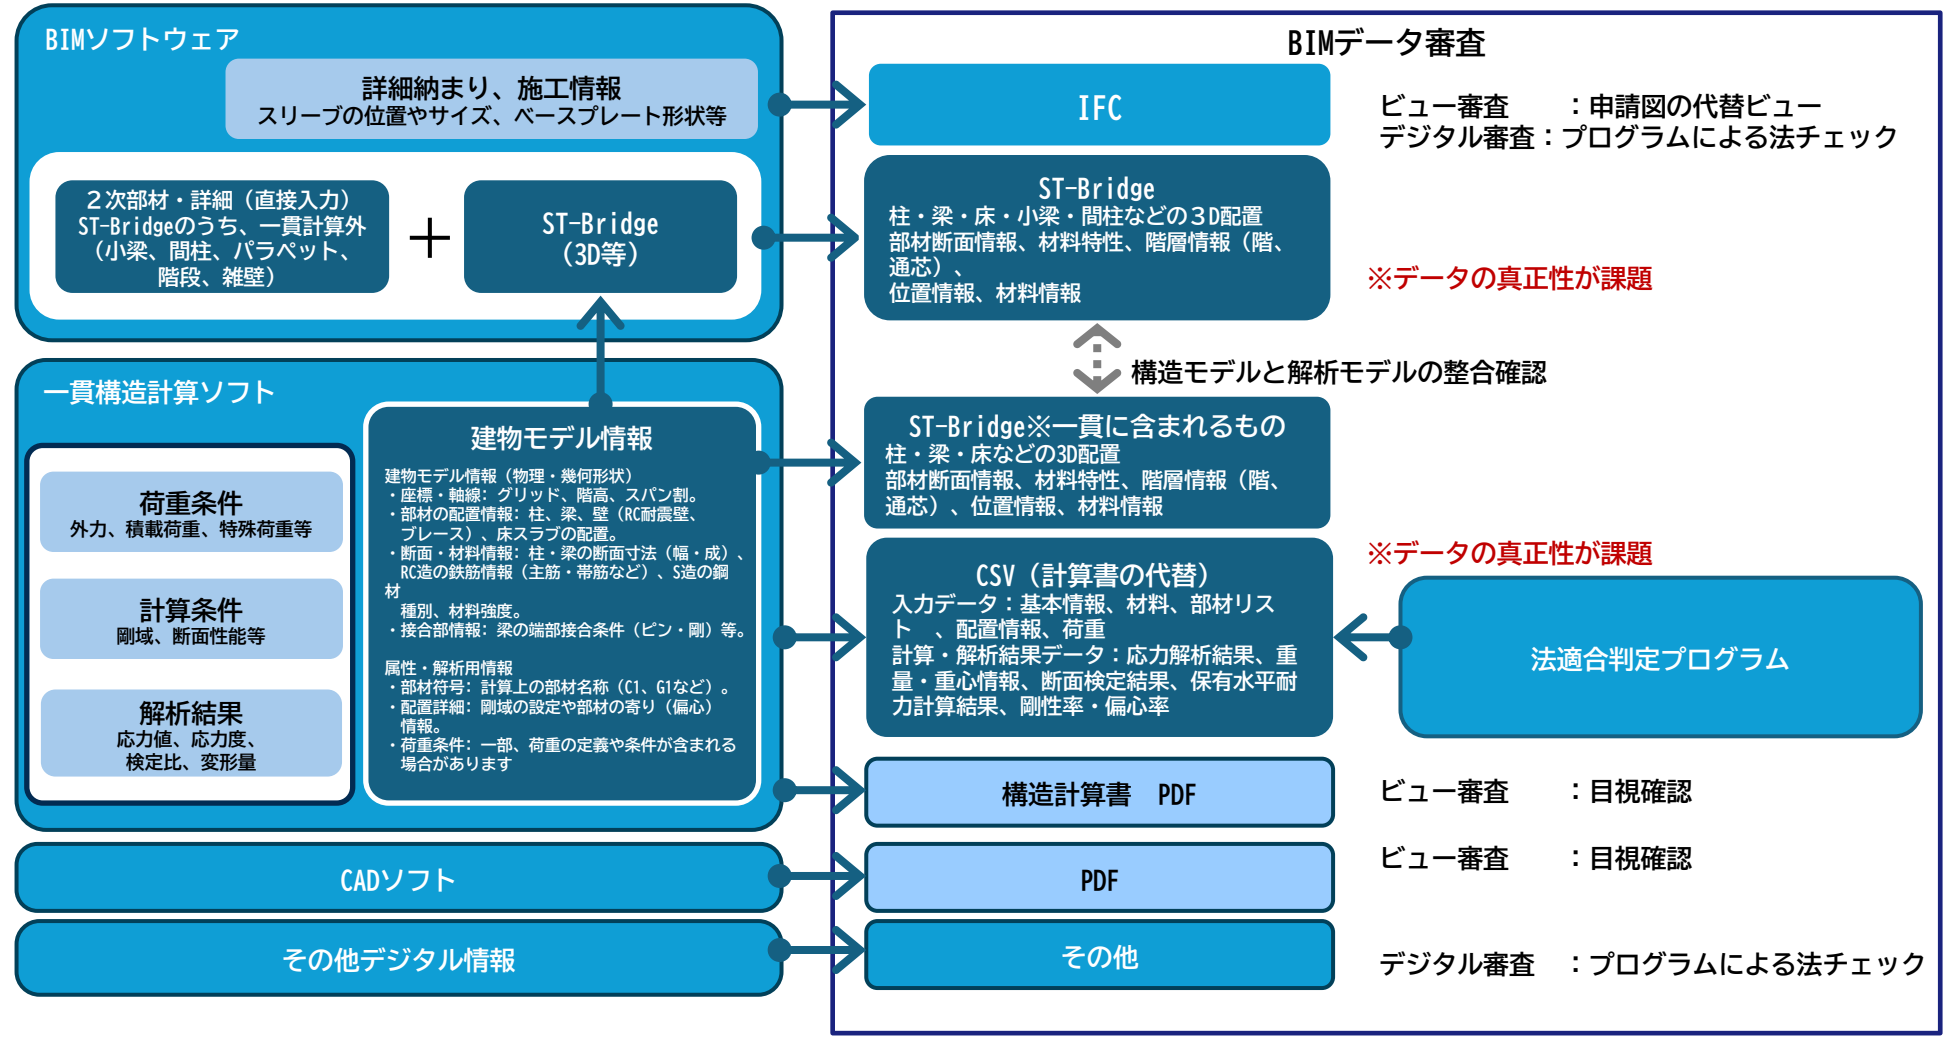 BIMソフトウェア
詳細納まり、施工情報
スリーブの位置やサイズ、ベースプレート形状等
２次部材・詳細（直接入力）
ST-Bridgeのうち、一貫計算外
（小梁、間柱、パラペット、
階段、雑壁）
＋
ST-Bridge
（3D等）
一貫構造計算ソフト
荷重条件
外力、積載荷重、特殊荷重等
計算条件
剛域、断面性能等
解析結果
応力値、応力度、
検定比、変形量
建物モデル情報
建物モデル情報（物理・幾何形状）
・座標・軸線: グリッド、階高、スパン割。
・部材の配置情報: 柱、梁、壁（RC耐震壁、
ブレース）、床スラブの配置。
・断面・材料情報: 柱・梁の断面寸法（幅・成）、
RC造の鉄筋情報（主筋・帯筋など）、S造の鋼
材
種別、材料強度。
・接合部情報: 梁の端部接合条件（ピン・剛）等。
属性・解析用情報
・部材符号: 計算上の部材名称（C1、G1など）。
・配置詳細: 剛域の設定や部材の寄り（偏心）
情報。
・荷重条件: 一部、荷重の定義や条件が含まれる
場合があります
CADソフト
その他デジタル情報
BIMデータ審査
IFC
ビュー審査　　：申請図の代替ビュー
デジタル審査：プログラムによる法チェック
ST-Bridge
柱・梁・床・小梁・間柱などの３D配置
部材断面情報、材料特性、階層情報（階、
通芯）、
位置情報、材料情報
※データの真正性が課題
構造モデルと解析モデルの整合確認
ST-Bridge※一貫に含まれるもの
柱・梁・床などの3D配置
部材断面情報、材料特性、階層情報（階、
通芯）、位置情報、材料情報
※データの真正性が課題
CSV（計算書の代替）
入力データ：基本情報、材料、部材リス
ト　、配置情報、荷重
計算・解析結果データ：応力解析結果、重
量・重心情報、断面検定結果、保有水平耐
力計算結果、剛性率・偏心率
法適合判定プログラム
構造計算書　PDF
ビュー審査　　：目視確認
PDF
ビュー審査　　：目視確認
その他
デジタル審査　：プログラムによる法チェック